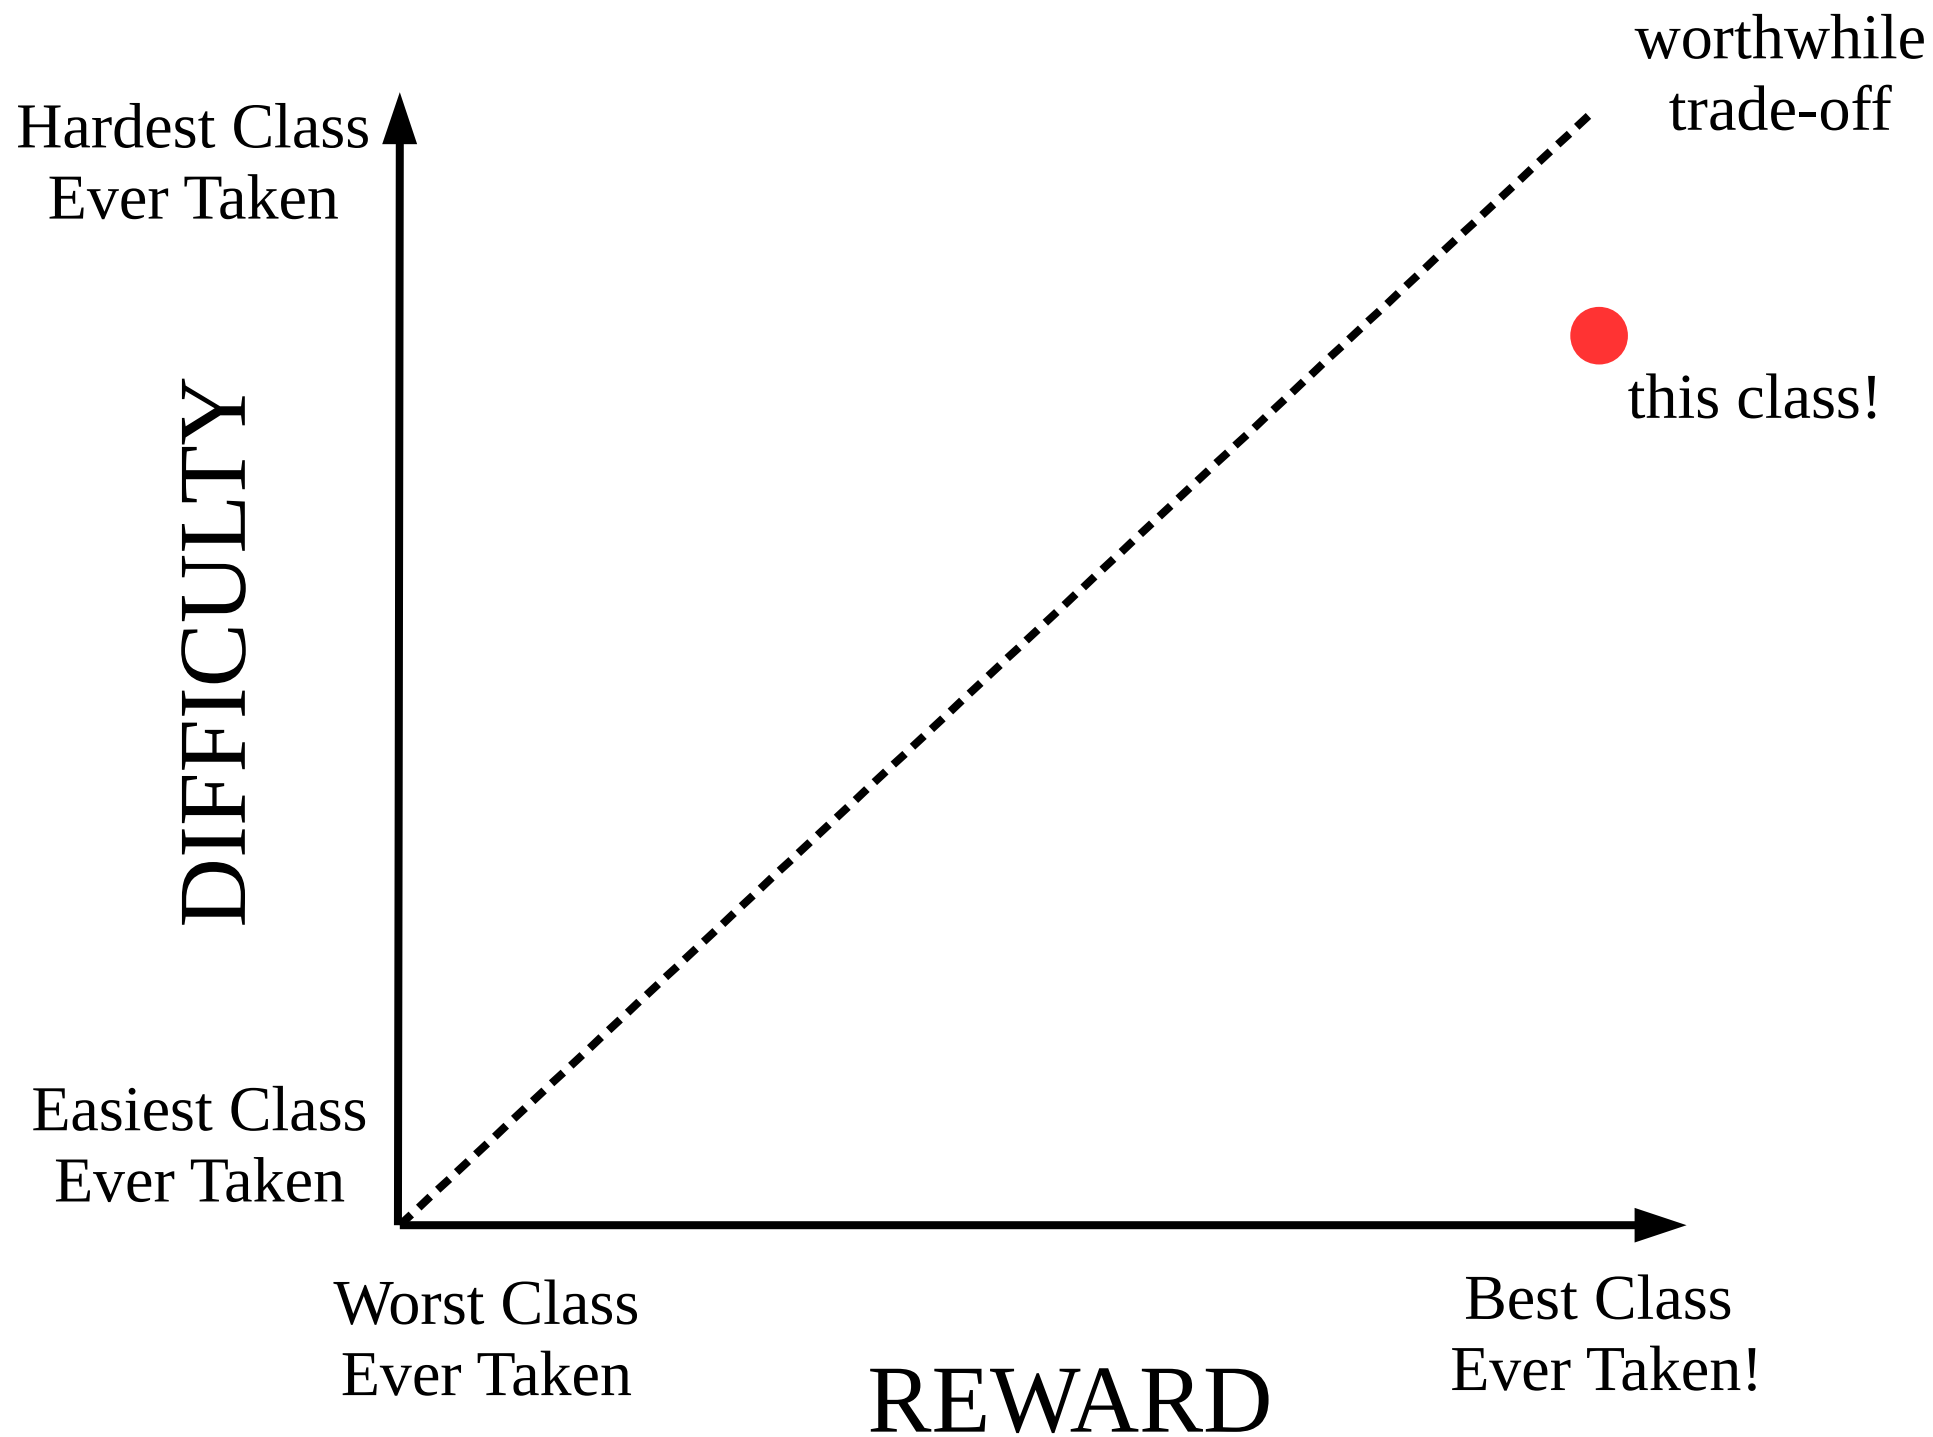 worthwhile
trade-off
Hardest Class
Ever Taken
this class!
DIFFICULTY
Easiest Class
Ever Taken
Worst Class
Ever Taken
REWARD
Best Class
Ever Taken!